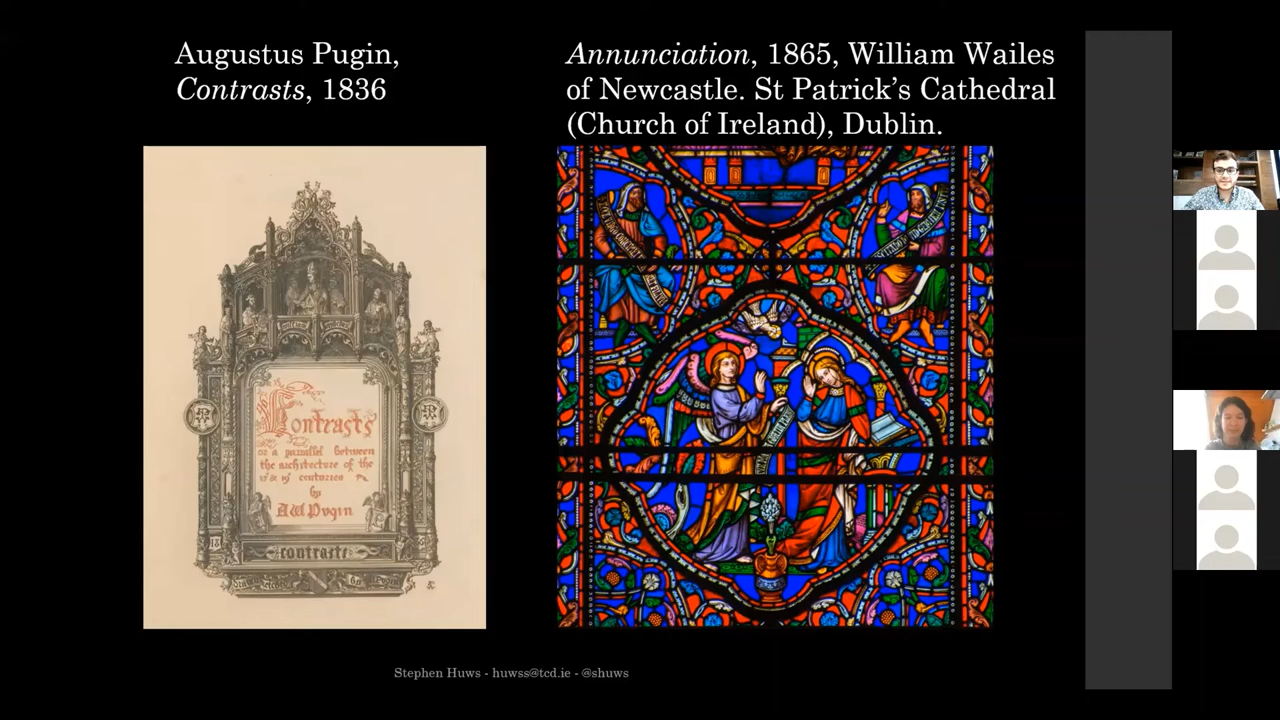 Augustus Pugin,
Contrasts, 1836
Annunciation, 1865, William Wailes
of Newcastle. St Patrick's Cathedral
(Church of Ireland), Dublin.
Contrasts
or a parallel between
the architecture of the
15th & 19th centuries
by
AW Pugin
contrasts
Stephen Huws - huwss@tcd.ie - @shuws